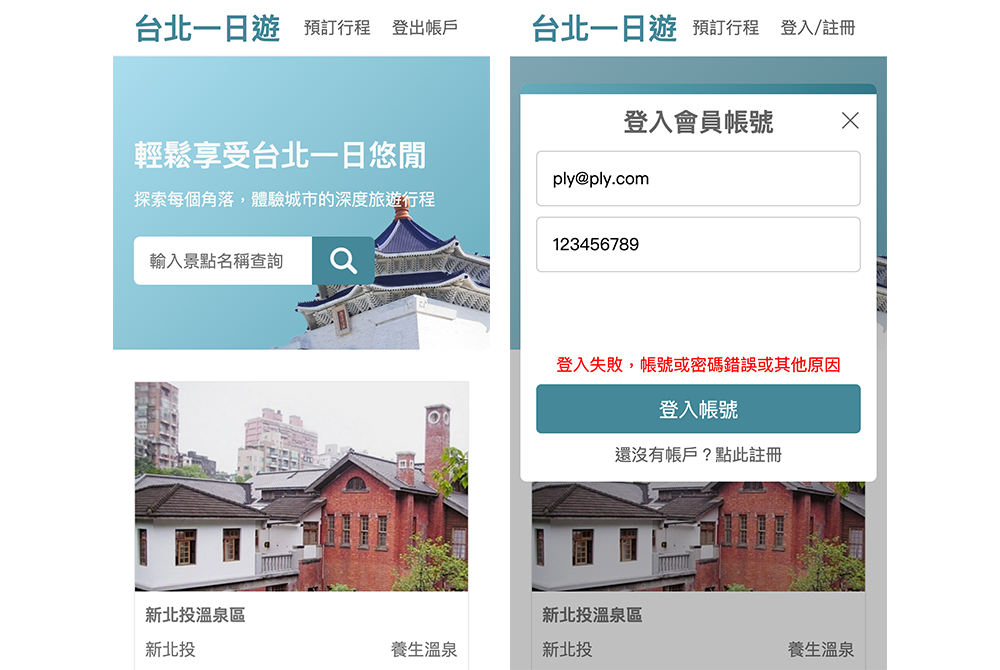 台北一日遊 預訂行程 登出帳戶
輕鬆享受台北一日悠閒
探索每個角落，體驗城市的深度旅遊行程
輸入景點名稱查詢
新北投溫泉區
新北投 養生溫泉
台北一日遊 預訂行程 登入/註冊
登入會員帳號
ply@ply.com
123456789
登入失敗，帳號或密碼錯誤或其他原因
登入帳號
還沒有帳戶？點此註冊
新北投溫泉區
新北投 養生溫泉